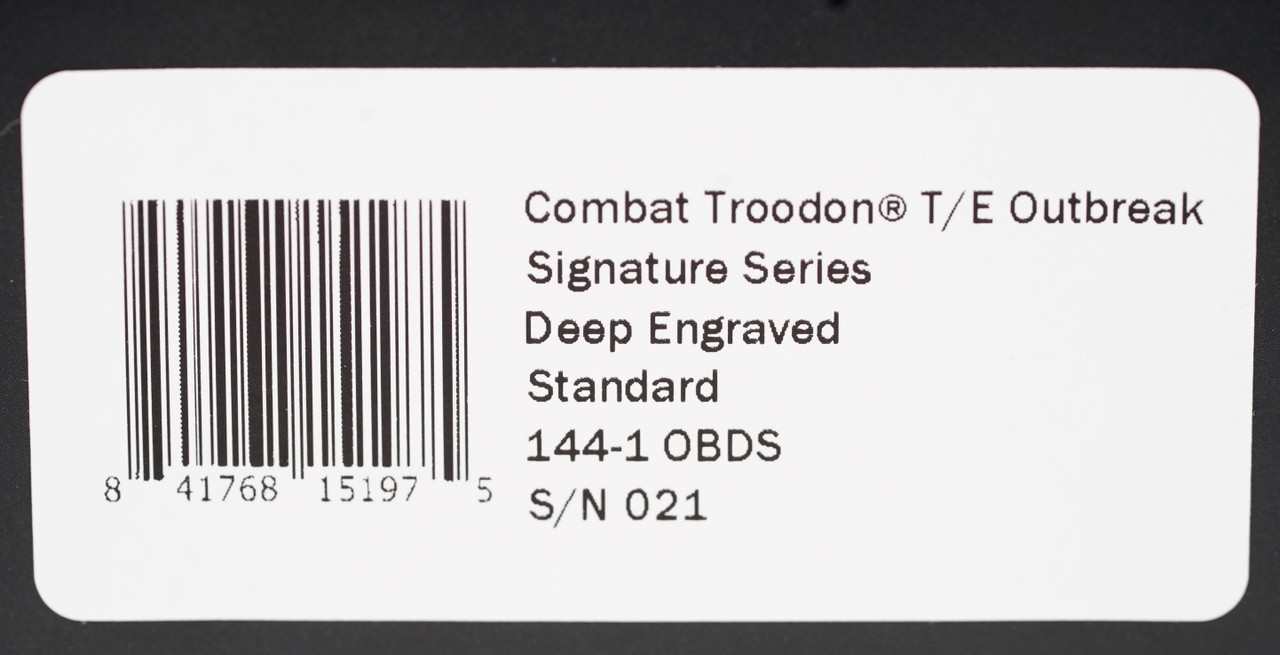 Combat Troodon® T/E Outbreak
Signature Series
Deep Engraved
Standard
144-1 OBDS
S/N 021
8 41768 15197 5